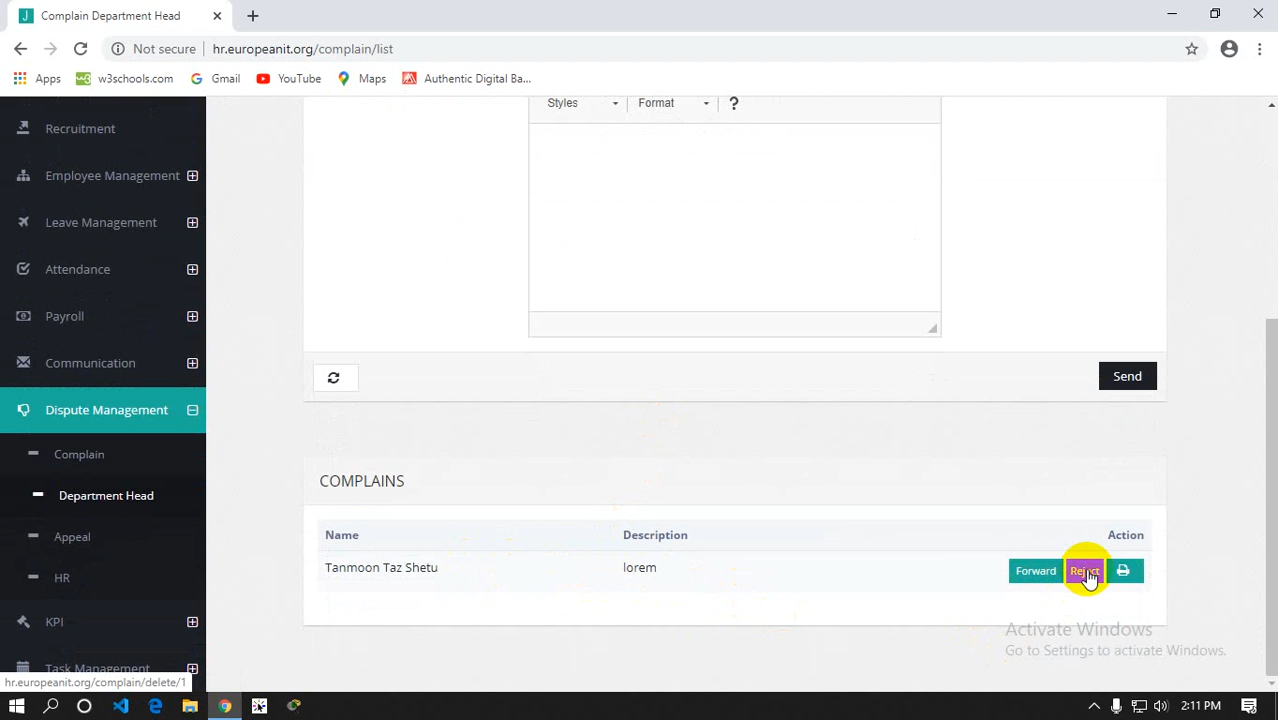 Complain Department Head
Not secure | hr.europeanit.org/complain/list
Apps w3schools.com Gmail YouTube Maps Authentic Digital Ba...
Recruitment
Employee Management
Leave Management
Attendance
Payroll
Communication
Dispute Management
Complain
Department Head
Appeal
HR
KPI
Task Management
hr.europeanit.org/complain/delete/1
Styles Format ?
Send
COMPLAINS
Name Description Action
Tanmoon Taz Shetu lorem Forward Reject
Activate Windows
Go to Settings to activate Windows.
2:11 PM